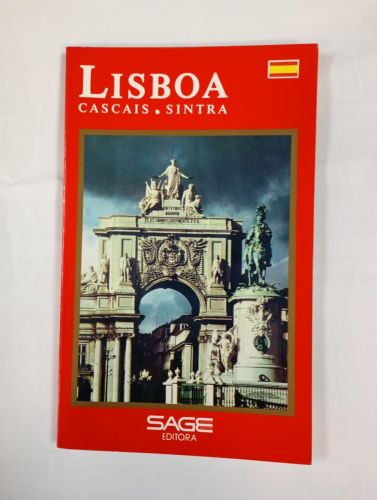 LISBOA
CASCAIS . SINTRA
SAGE
EDITORA